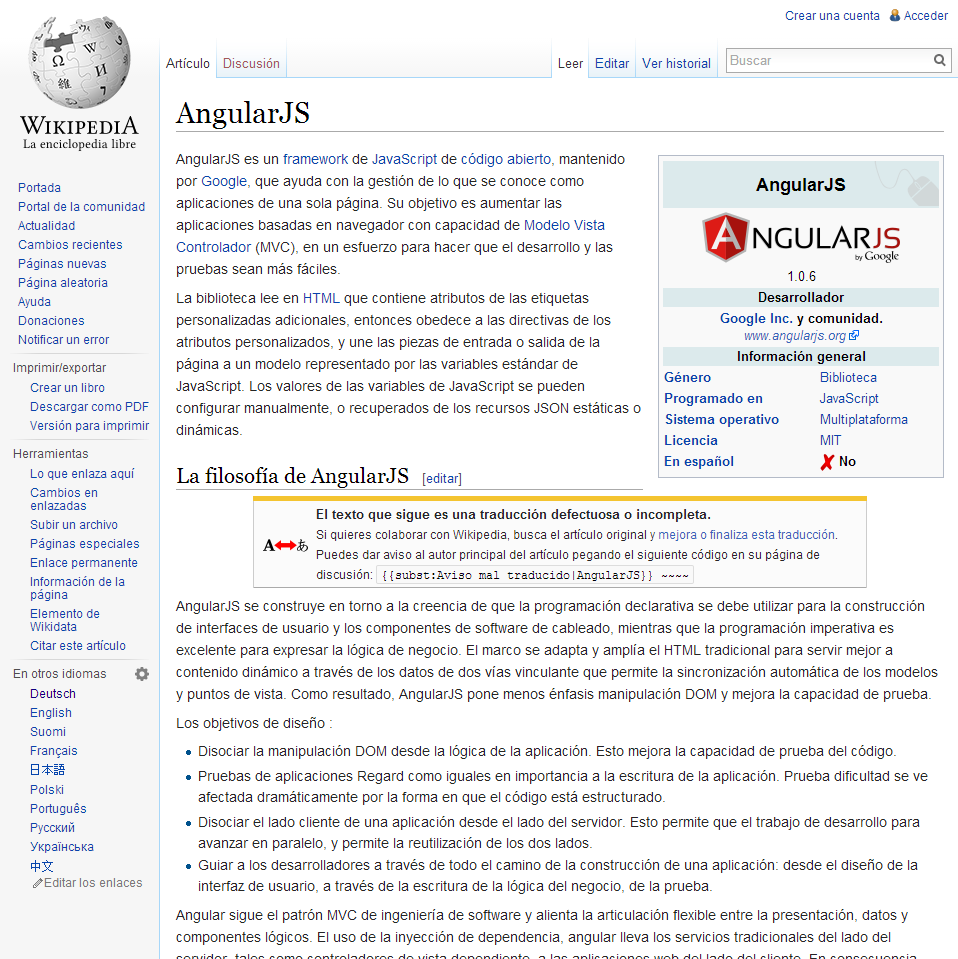 Crear una cuenta Acceder
WIKIPEDIA
La enciclopedia libre
Artículo Discusión Leer Editar Ver historial Buscar
Portada
Portal de la comunidad
Actualidad
Cambios recientes
Páginas nuevas
Página aleatoria
Ayuda
Donaciones
Notificar un error
Imprimir/exportar
Crear un libro
Descargar como PDF
Versión para imprimir
Herramientas
Lo que enlaza aquí
Cambios en
enlazadas
Subir un archivo
Páginas especiales
Enlace permanente
Información de la
página
Elemento de
Wikidata
Citar este artículo
En otros idiomas
Deutsch
English
Suomi
Français
日本語
Polski
Português
Русский
Українська
中文
Editar los enlaces
AngularJS
AngularJS es un framework de JavaScript de código abierto, mantenido
por Google, que ayuda con la gestión de lo que se conoce como
aplicaciones de una sola página. Su objetivo es aumentar las
aplicaciones basadas en navegador con capacidad de Modelo Vista
Controlador (MVC), en un esfuerzo para hacer que el desarrollo y las
pruebas sean más fáciles.
La biblioteca lee en HTML que contiene atributos de las etiquetas
personalizadas adicionales, entonces obedece a las directivas de los
atributos personalizados, y une las piezas de entrada o salida de la
página a un modelo representado por las variables estándar de
JavaScript. Los valores de las variables de JavaScript se pueden
configurar manualmente, o recuperados de los recursos JSON estáticas o
dinámicas.
AngularJS
ANGULARJS
by Google
1.0.6
Desarrollador
Google Inc. y comunidad.
www.angularjs.org
Información general
Género Biblioteca
Programado en JavaScript
Sistema operativo Multiplataforma
Licencia MIT
En español No
La filosofía de AngularJS [editar]
A あ
El texto que sigue es una traducción defectuosa o incompleta.
Si quieres colaborar con Wikipedia, busca el artículo original y mejora o finaliza esta traducción.
Puedes dar aviso al autor principal del artículo pegando el siguiente código en su página de
discusión: {{subst:Aviso mal traducido|AngularJS}} ~~~~
AngularJS se construye en torno a la creencia de que la programación declarativa se debe utilizar para la construcción
de interfaces de usuario y los componentes de software de cableado, mientras que la programación imperativa es
excelente para expresar la lógica de negocio. El marco se adapta y amplía el HTML tradicional para servir mejor a
contenido dinámico a través de los datos de dos vías vinculante que permite la sincronización automática de los modelos
y puntos de vista. Como resultado, AngularJS pone menos énfasis manipulación DOM y mejora la capacidad de prueba.
Los objetivos de diseño :
Disociar la manipulación DOM desde la lógica de la aplicación. Esto mejora la capacidad de prueba del código.
Pruebas de aplicaciones Regard como iguales en importancia a la escritura de la aplicación. Prueba dificultad se ve
afectada dramáticamente por la forma en que el código está estructurado.
Disociar el lado cliente de una aplicación desde el lado del servidor. Esto permite que el trabajo de desarrollo para
avanzar en paralelo, y permite la reutilización de los dos lados.
Guiar a los desarrolladores a través de todo el camino de la construcción de una aplicación: desde el diseño de la
interfaz de usuario, a través de la escritura de la lógica del negocio, de la prueba.
Angular sigue el patrón MVC de ingeniería de software y alienta la articulación flexible entre la presentación, datos y
componentes lógicos. El uso de la inyección de dependencia, angular lleva los servicios tradicionales del lado del
servidor, tales como controladores de vista dependiente, a las aplicaciones web del lado del cliente. En consecuencia,